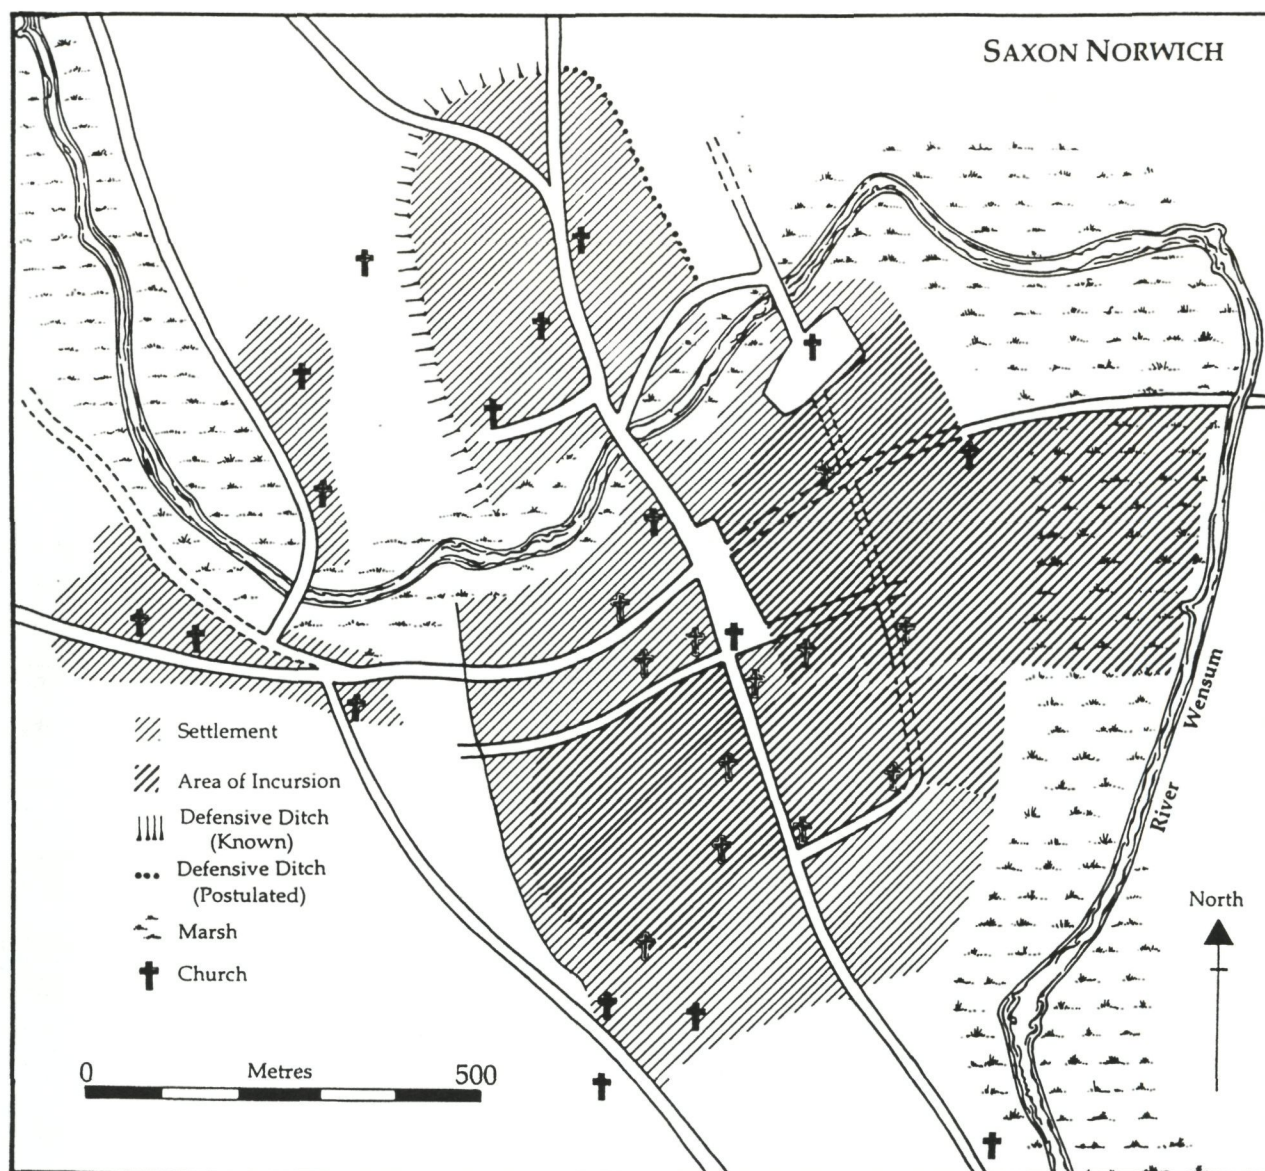 SAXON NORWICH
Settlement
Area of Incursion
Defensive Ditch
(Known)
Defensive Ditch
(Postulated)
Marsh
Church
River Wensum
North
0 Metres 500